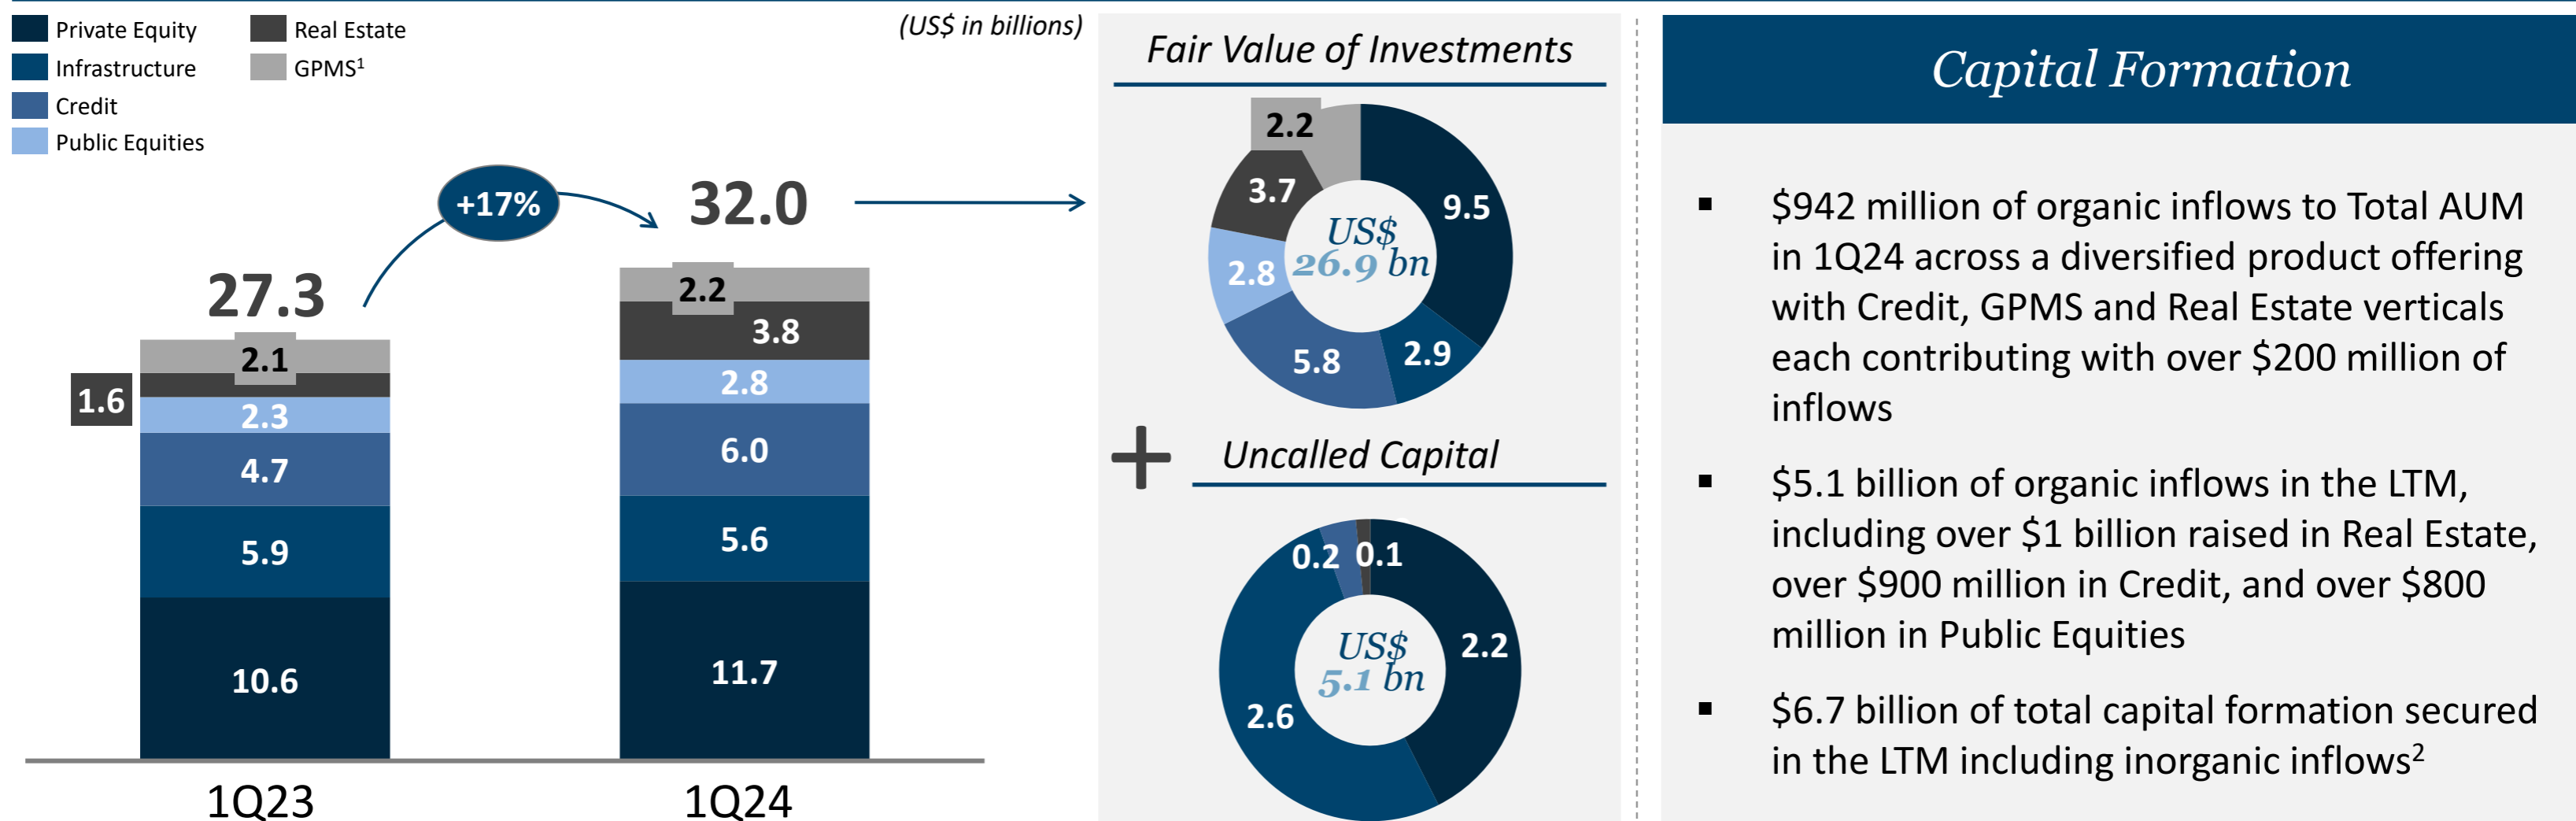 Private Equity
Infrastructure
Credit
Public Equities
Real Estate
GPMS¹
(US$ in billions)
+17%
27.3
2.1
1.6
2.3
4.7
5.9
10.6
1Q23
32.0
2.2
3.8
2.8
6.0
5.6
11.7
1Q24
Fair Value of Investments
2.2
3.7
9.5
2.8
5.8
2.9
US$
26.9 bn
+
Uncalled Capital
0.2
0.1
2.2
2.6
US$
5.1 bn
Capital Formation
▪ $942 million of organic inflows to Total AUM
in 1Q24 across a diversified product offering
with Credit, GPMS and Real Estate verticals
each contributing with over $200 million of
inflows
▪ $5.1 billion of organic inflows in the LTM,
including over $1 billion raised in Real Estate,
over $900 million in Credit, and over $800
million in Public Equities
▪ $6.7 billion of total capital formation secured
in the LTM including inorganic inflows²